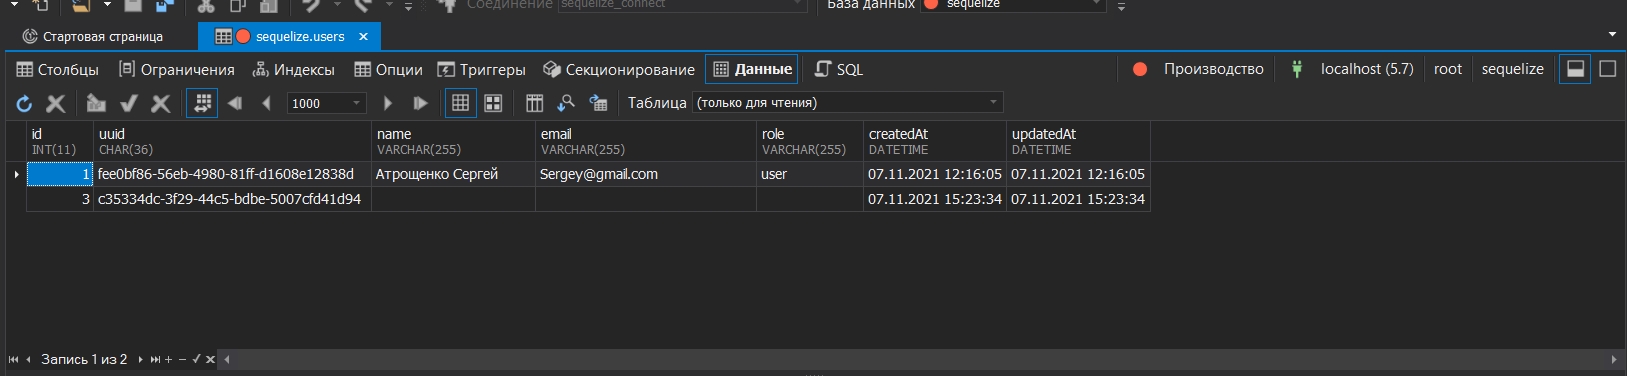 Соединение sequelize_connect База данных sequelize
Стартовая страница sequelize.users
Столбцы Ограничения Индексы Опции Триггеры Секционирование Данные SQL Производство localhost (5.7) root sequelize
1000 Таблица (только для чтения)
id uuid name email role createdAt updatedAt
INT(11) CHAR(36) VARCHAR(255) VARCHAR(255) VARCHAR(255) DATETIME DATETIME
1 fee0bf86-56eb-4980-81ff-d1608e12838d Атрощенко Сергей Sergey@gmail.com user 07.11.2021 12:16:05 07.11.2021 12:16:05
3 c35334dc-3f29-44c5-bdbe-5007cfd41d94 07.11.2021 15:23:34 07.11.2021 15:23:34
Запись 1 из 2